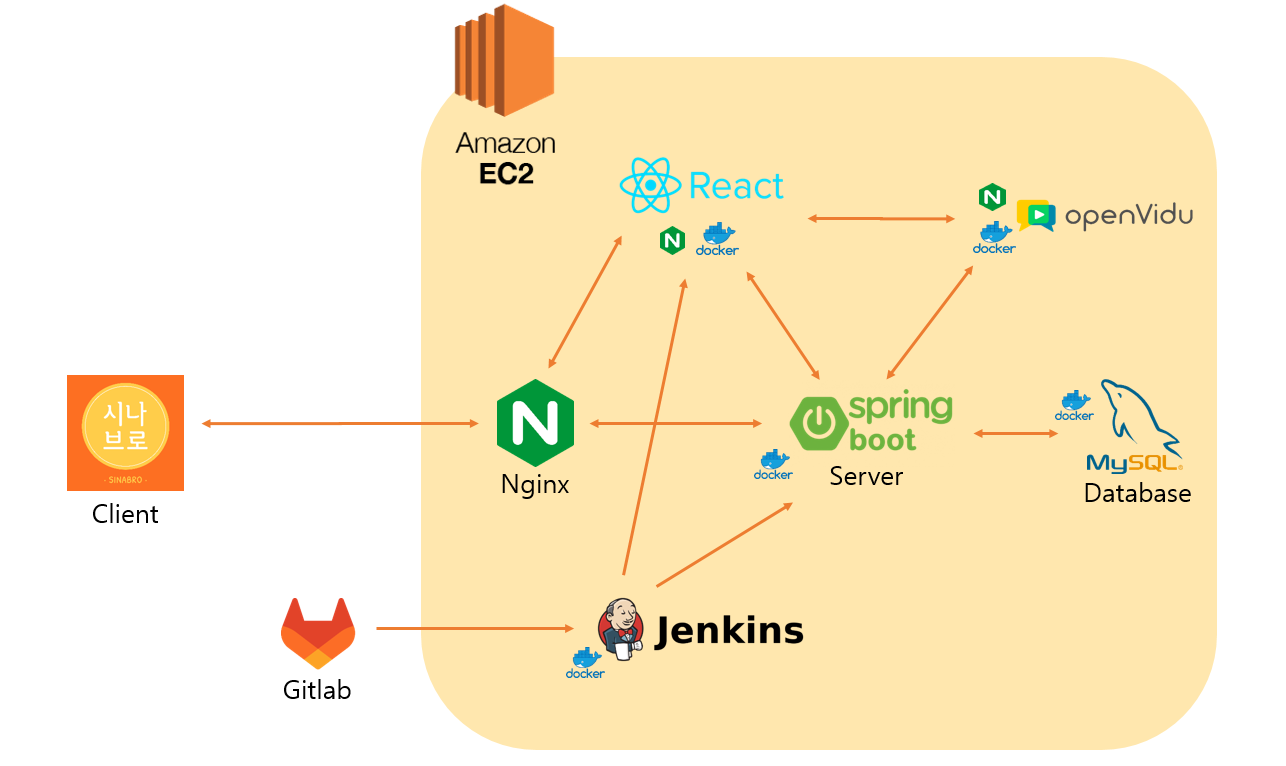 Amazon
EC2
React
docker
openVidu
docker
시나
브로
· SINABRO ·
Client
N
Nginx
spring
boot
docker
Server
docker
MySQL
Database
Gitlab
Jenkins
docker